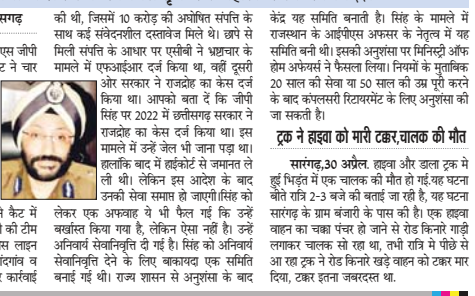 सगढ़
एस जीपी
ट ने चार
ने कैट में
की टीम
स लाइन
दगांव व
कार्रवाई
की थी, जिसमें 10 करोड़ की अघोषित संपत्ति के
साथ कई संवेदनशील दस्तावेज मिले थे। छापे से
मिली संपत्ति के आधार पर एसीबी ने भ्रष्टाचार के
मामले में एफआईआर दर्ज किया था, वहीं दूसरी
ओर सरकार ने राजद्रोह का केस दर्ज
किया था। आपको बता दें कि जीपी
सिंह पर 2022 में छत्तीसगढ़ सरकार ने
राजद्रोह का केस दर्ज किया था। इस
मामले में उन्हें जेल भी जाना पड़ा था।
हालांकि बाद में हाईकोर्ट से जमानत ले
ली थी। लेकिन इस आदेश के बाद
उनकी सेवा समाप्त हो जाएगी।सिंह को
लेकर एक अफवाह ये भी फैल गई कि उन्हें
बर्खास्त किया गया है, लेकिन ऐसा नहीं है। उन्हें
अनिवार्य सेवानिवृत्ति दी गई है। सिंह को अनिवार्य
सेवानिवृत्ति देने के लिए बाकायदा एक समिति
बनाई गई थी। राज्य शासन से अनुशंसा के बाद
केंद्र यह समिति बनाती है। सिंह के मामले में
राजस्थान के आईपीएस अफसर के नेतृत्व में यह
समिति बनी थी। इसकी अनुशंसा पर मिनिस्ट्री ऑफ
होम अफेयर्स ने फैसला लिया। नियमों के मुताबिक
20 साल की सेवा या 50 साल की उम्र पूरी करने
के बाद कंपलसरी रिटायरमेंट के लिए अनुशंसा की
जा सकती है।
ट्रक ने हाइवा को मारी टक्कर,चालक की मौत
सारंगढ़,30 अप्रैल. हाइवा और डाला ट्रक मे
हुई भिड़ंत में एक चालक की मौत हो गई.यह घटना
बीते रात्रि 2-3 बजे की बताई जा रही है, यह घटना
सारंगढ के ग्राम बंजारी के पास की है। एक हाइवा
वाहन का चक्का पंचर हो जाने से रोड किनारे गाड़ी
लगाकर चालक सो रहा था, तभी रात्रि मे पीछे से
आ रहा ट्रक ने रोड किनारे खड़े वाहन को टक्कर मार
दिया, टक्कर इतना जबरदस्त था.